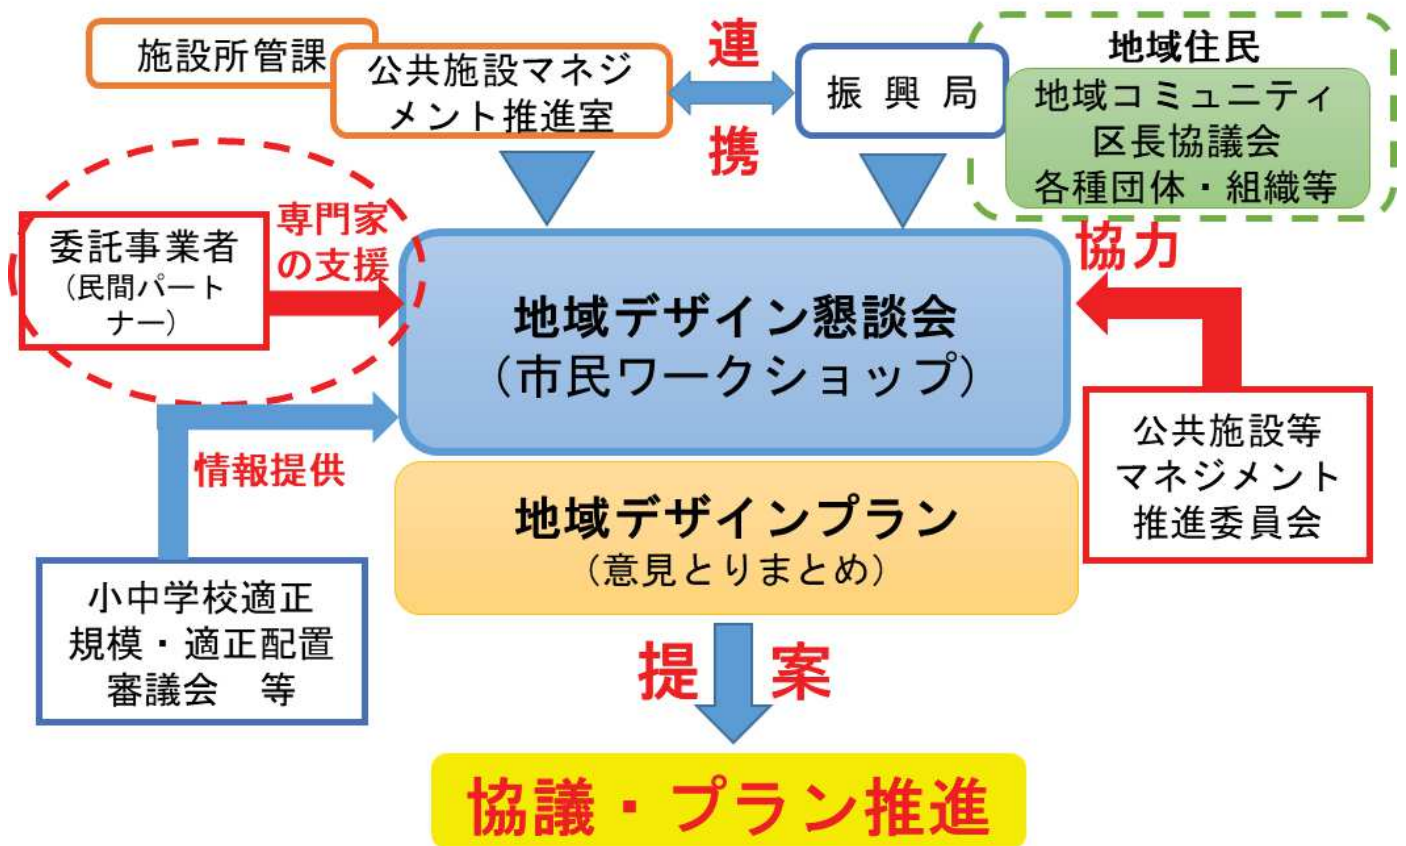 施設所管課
公共施設マネジ
メント推進室
連
携
振 興 局
地域住民
地域コミュニティ
区長協議会
各種団体・組織等
委託事業者
（民間パート
ナー）
専門家
の支援
協力
地域デザイン懇談会
（市民ワークショップ）
情報提供
公共施設等
マネジメント
推進委員会
地域デザインプラン
（意見とりまとめ）
小中学校適正
規模・適正配置
審議会　等
提 案
協議・プラン推進